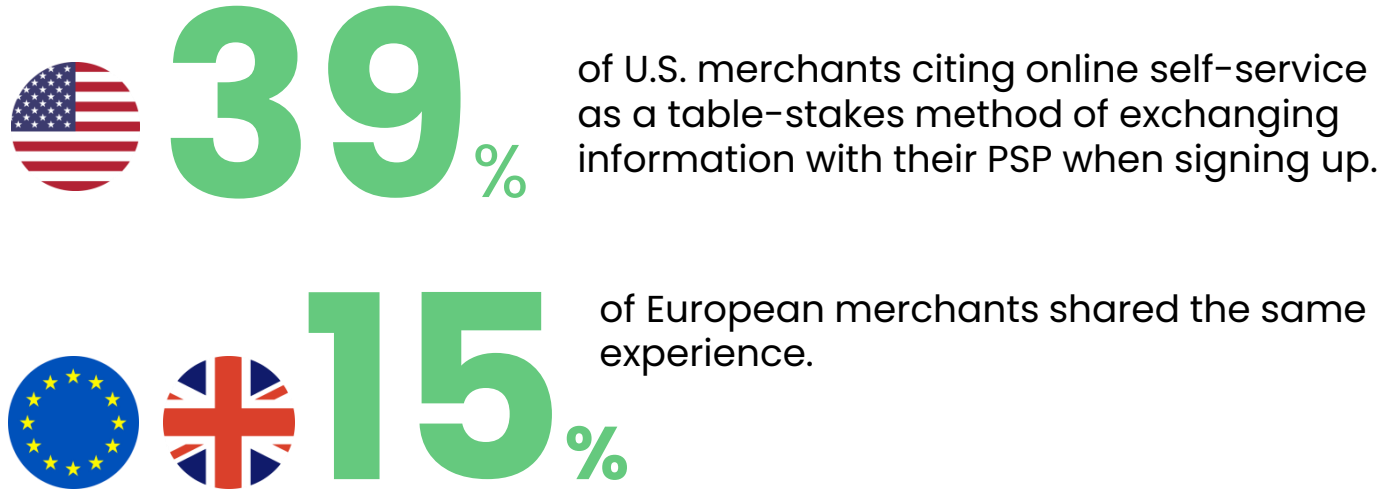 39%
of U.S. merchants citing online self-service
as a table-stakes method of exchanging
information with their PSP when signing up.
15%
of European merchants shared the same
experience.